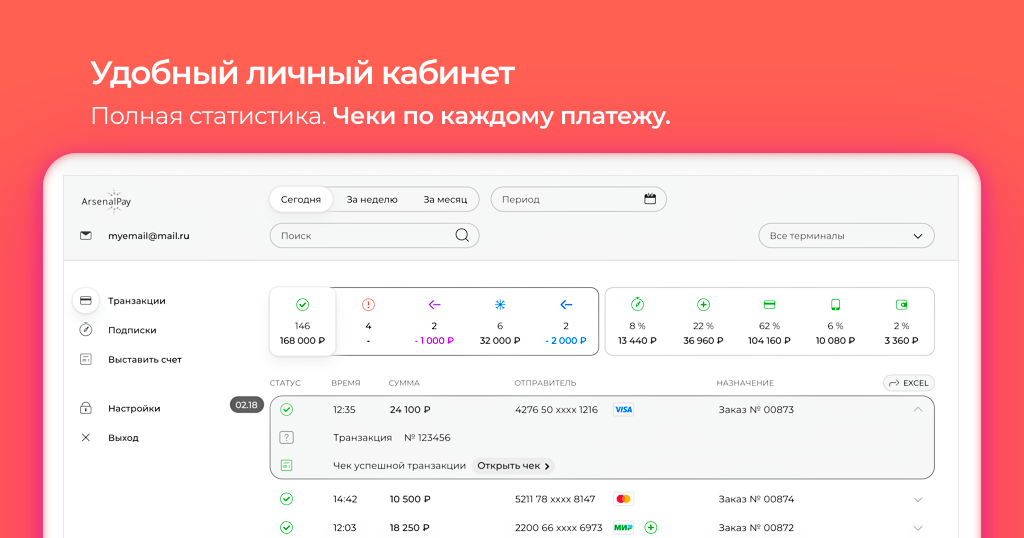 Удобный личный кабинет
Полная статистика. Чеки по каждому платежу.
ArsenalPay
Сегодня За неделю За месяц Период
myemail@mail.ru Поиск Все терминалы
Транзакции
Подписки
Выставить счет
Настройки
Выход
146 4 2 6 2 8 % 22 % 62 % 6 % 2 %
168 000 ₽ - - 1 000 ₽ 32 000 ₽ - 2 000 ₽ 13 440 ₽ 36 960 ₽ 104 160 ₽ 10 080 ₽ 3 360 ₽
СТАТУС ВРЕМЯ СУММА ОТПРАВИТЕЛЬ НАЗНАЧЕНИЕ EXCEL
02.18 12:35 24 100 ₽ 4276 50 xxxx 1216 VISA Заказ № 00873
? Транзакция № 123456
Чек успешной транзакции Открыть чек
14:42 10 500 ₽ 5211 78 xxxx 8147 Заказ № 00874
12:03 18 250 ₽ 2200 66 xxxx 6973 МИР Заказ № 00872